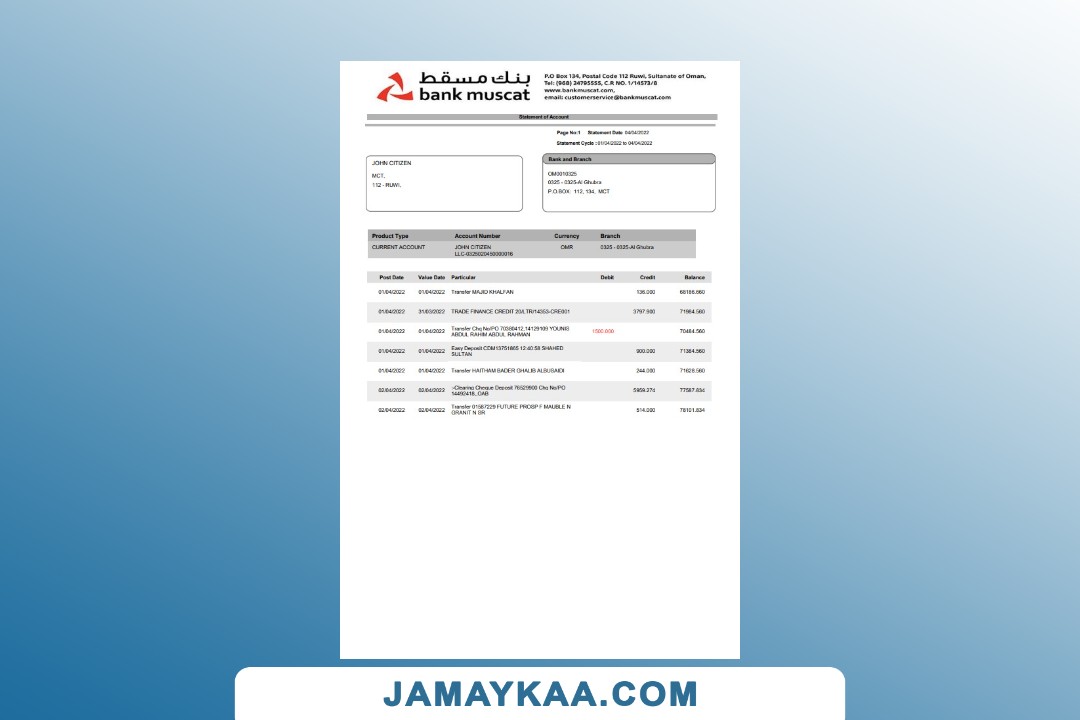 بنك مسقط
bank muscat
P.O Box 134, Postal Code 112 Ruwi, Sultanate of Oman,
Tel: (968) 24795555, C.R NO. 1/14573/8
www.bankmuscat.com,
email: customerservice@bankmuscat.com
Statement of Account
Page No:1 Statement Date 04/04/2022
Statement Cycle :01/04/2022 to 04/04/2022
JOHN CITIZEN
MCT,
112 - RUWI,
Bank and Branch
OM0010325
0325 - 0325-Al Ghubra
P.O.BOX: 112, 134, MCT
Product Type Account Number Currency Branch
CURRENT ACCOUNT JOHN CITIZEN OMR 0325 - 0325-Al Ghubra
LLC-0325020450000016
Post Date Value Date Particular Debit Credit Balance
01/04/2022 01/04/2022 Transfer MAJID KHALFAN 136.000 68186.660
01/04/2022 31/03/2022 TRADE FINANCE CREDIT 20/LTR/14353-CRE001 3797.900 71984.560
01/04/2022 01/04/2022 Transfer Chq No/PO 70380412,14129109 YOUNIS 1500.000 70484.560
ABDUL RAHIM ABDUL RAHMAN
01/04/2022 01/04/2022 Easy Deposit CDM13751865 12:40:58 SHAHED 900.000 71384.560
SULTAN
01/04/2022 01/04/2022 Transfer HAITHAM BADER GHALIB ALBUSAIDI 244.000 71628.560
02/04/2022 02/04/2022 -Clearing Cheque Deposit 76529900 Chq No/PO 5959.274 77587.834
14492418,,OAB
02/04/2022 02/04/2022 Transfer 01587229 FUTURE PROSP F MAUBLE N 514.000 78101.834
GRANIT N GR
JAMAYKAA.COM